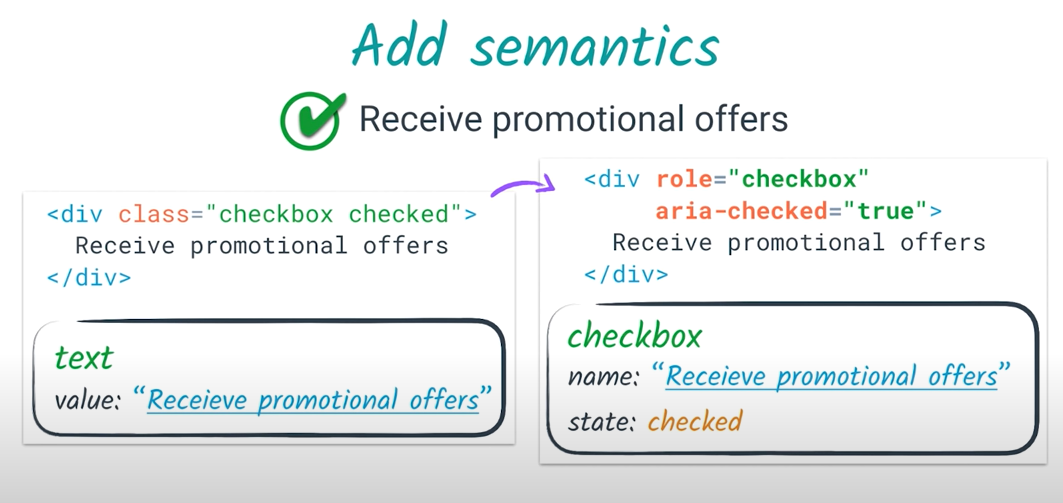 Add semantics
Receive promotional offers
<div class="checkbox checked">
Receive promotional offers
</div>
text
value: “Receieve promotional offers”
<div role="checkbox"
aria-checked="true">
Receive promotional offers
</div>
checkbox
name: “Receieve promotional offers”
state: checked